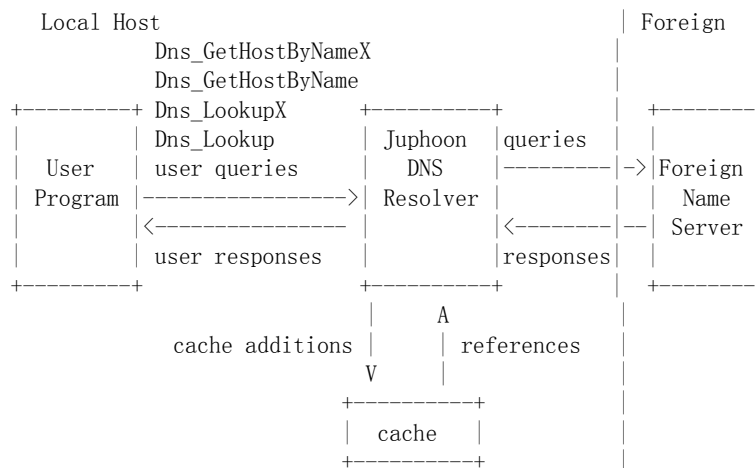 Local Host | Foreign
Dns_GetHostByNameX |
Dns_GetHostByName |
+---------+ Dns_LookupX +----------+ | +--------
| | Dns_Lookup | Juphoon |queries | |
| User | user queries | DNS |---------|->|Foreign
| Program |----------------->| Resolver | | | Name
| |<---------------- | |<--------|--| Server
| | user responses | |responses| |
+---------+ +----------+ | +--------
| A |
cache additions | | references |
V | |
+----------+ |
| cache | |
+----------+ |